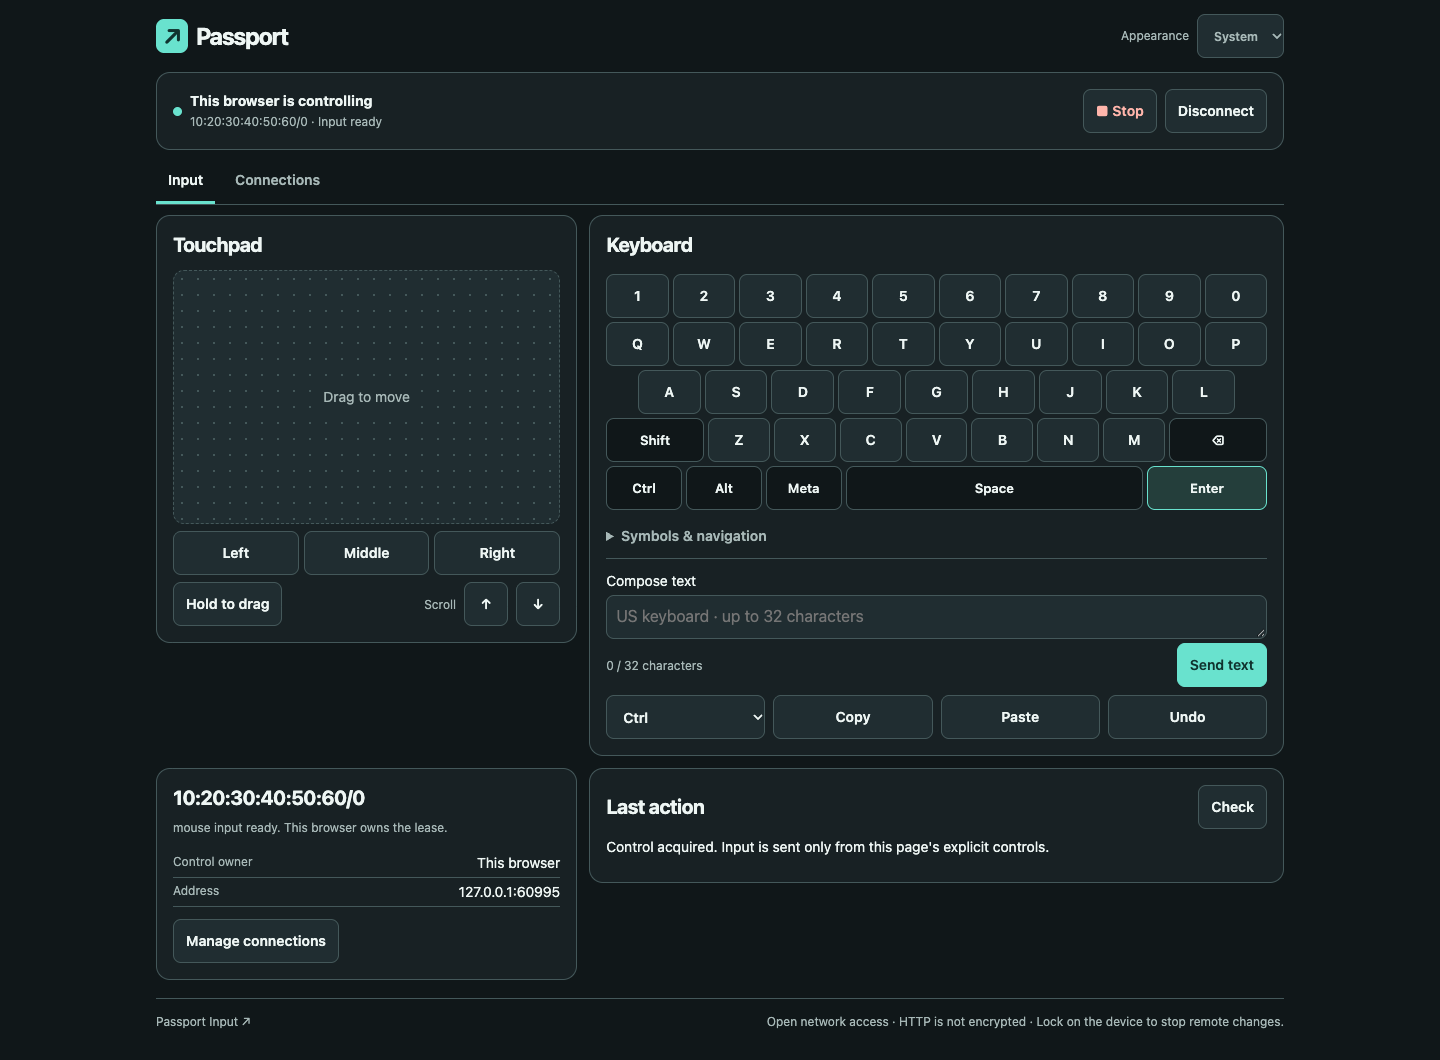 Passport
Appearance System
This browser is controlling
10:20:30:40:50:60/0 · Input ready
Stop Disconnect
Input Connections
Touchpad
Drag to move
Left Middle Right
Hold to drag Scroll ↑ ↓
Keyboard
1 2 3 4 5 6 7 8 9 0
Q W E R T Y U I O P
A S D F G H J K L
Shift Z X C V B N M ⌫
Ctrl Alt Meta Space Enter
Symbols & navigation
Compose text
US keyboard · up to 32 characters
0 / 32 characters Send text
Ctrl Copy Paste Undo
10:20:30:40:50:60/0
mouse input ready. This browser owns the lease.
Control owner This browser
Address 127.0.0.1:60995
Manage connections
Last action Check
Control acquired. Input is sent only from this page's explicit controls.
Passport Input ↗
Open network access · HTTP is not encrypted · Lock on the device to stop remote changes.